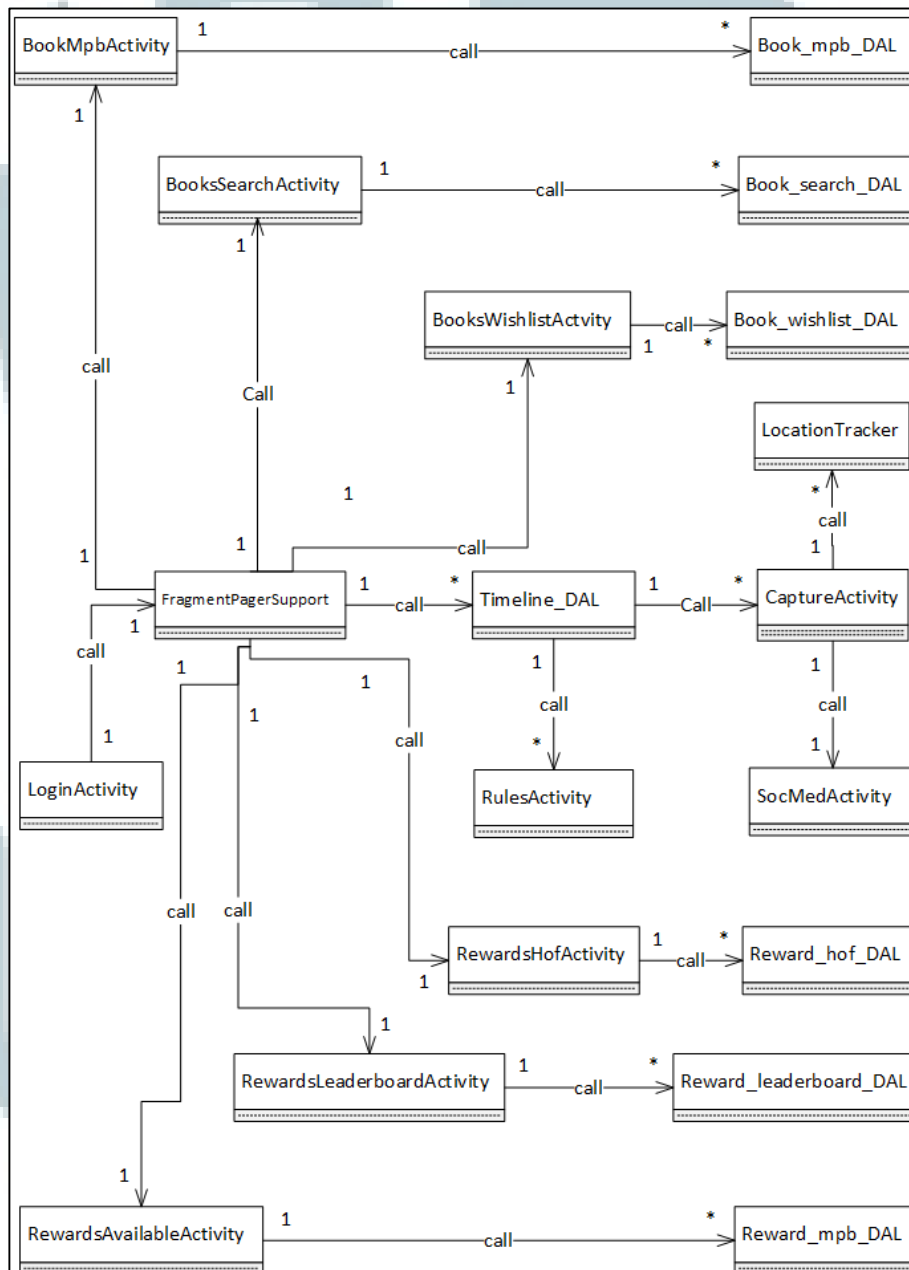 BookMpbActivity
1
call
*
Book_mpb_DAL
1
BooksSearchActivity
1
call
*
Book_search_DAL
1
BooksWishlistActvity
call
1
*
Book_wishlist_DAL
call
1
Call
LocationTracker
1
*
call
1
call
1
1
FragmentPagerSupport
1
call
*
Timeline_DAL
1
Call
*
CaptureActivity
1
call
1
1
1
1
1
1
call
call
call
*
1
LoginActivity
RulesActivity
SocMedActivity
call
call
RewardsHofActivity
1
call
*
Reward_hof_DAL
1
1
RewardsLeaderboardActivity
1
call
*
Reward_leaderboard_DAL
1
RewardsAvailableActivity
1
call
*
Reward_mpb_DAL